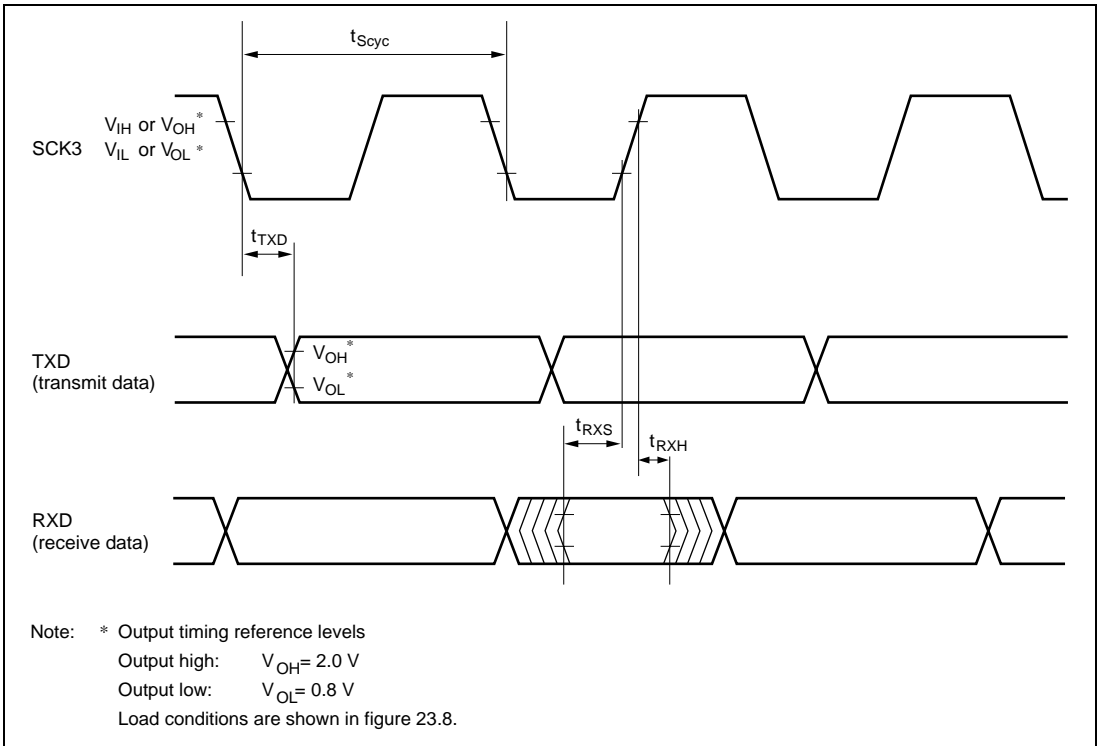 tScyc
VIH or VOH*
SCK3 VIL or VOL*
tTXD
TXD
(transmit data)
VOH*
VOL*
tRXS
tRXH
RXD
(receive data)
Note: * Output timing reference levels
Output high: VOH= 2.0 V
Output low: VOL= 0.8 V
Load conditions are shown in figure 23.8.